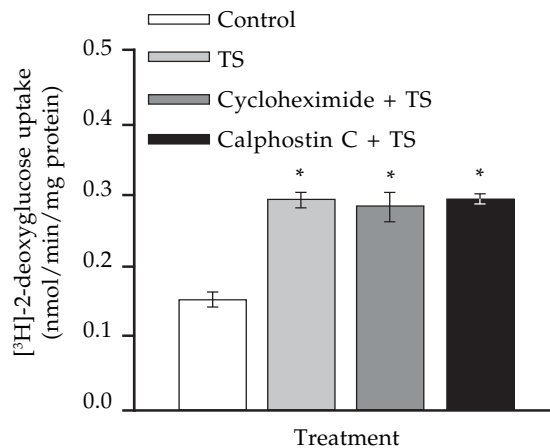 Control
TS
Cycloheximide + TS
Calphostin C + TS
[³H]-2-deoxyglucose uptake
(nmol/min/mg protein)
0.5
0.4
0.3
0.2
0.1
0.0
* * *
Treatment